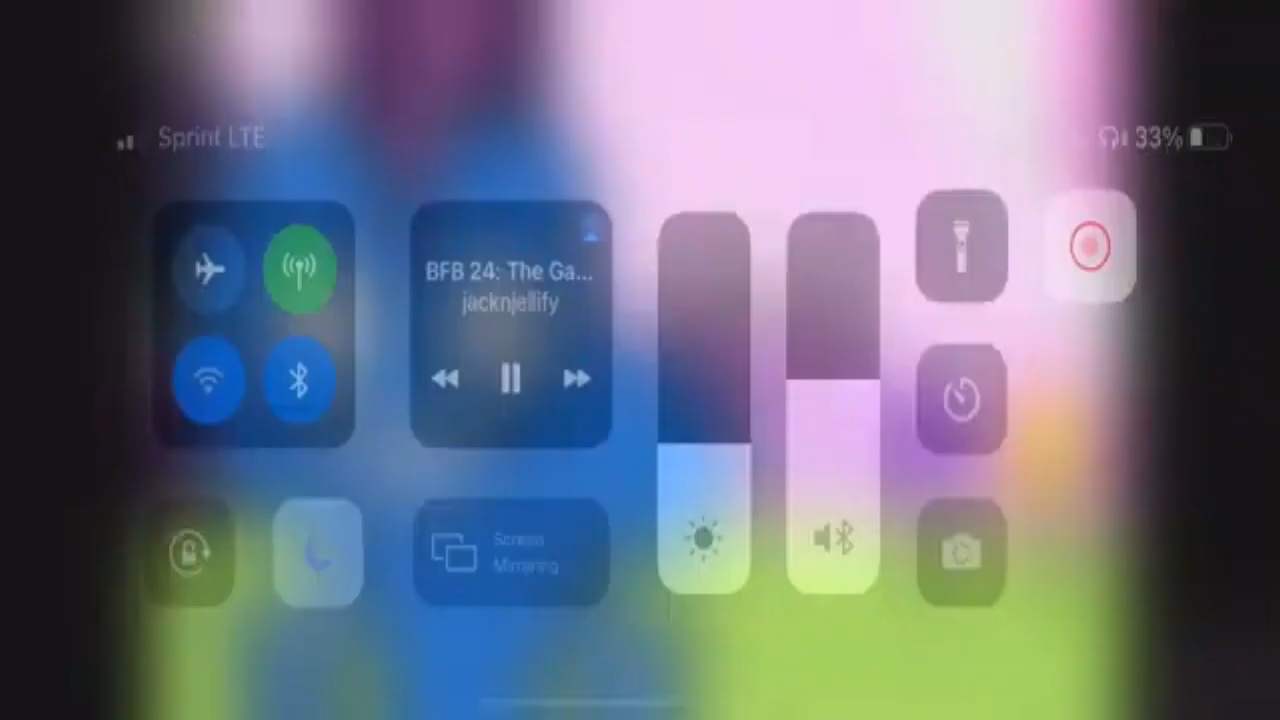 Sprint LTE
33%
BFB 24: The Ga...
jacknjellify
Screen
Mirroring